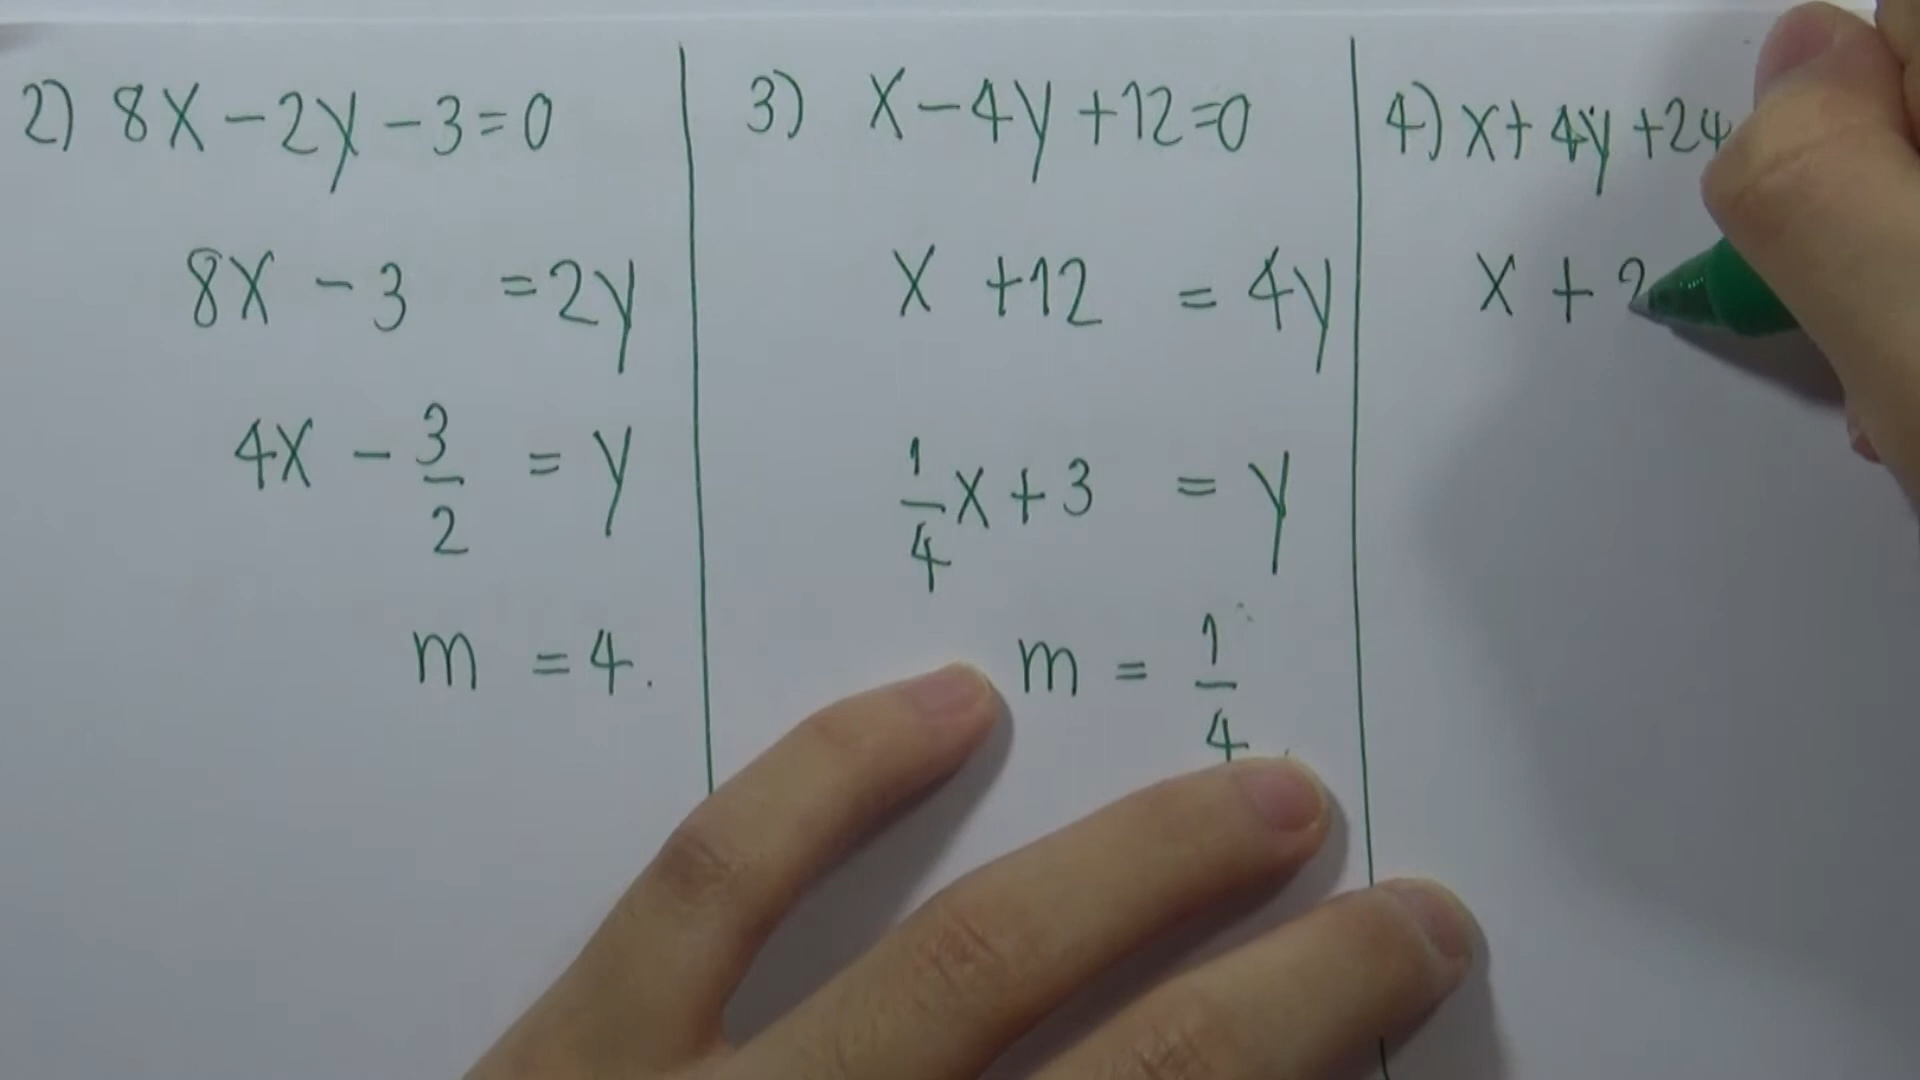 2) 8x - 2y - 3 = 0
8x - 3 = 2y
4x - 3/2 = y
m = 4.
3) x - 4y + 12 = 0
x + 12 = 4y
1/4 x + 3 = y
m = 1/4
4) x + 4y + 24
x + 2